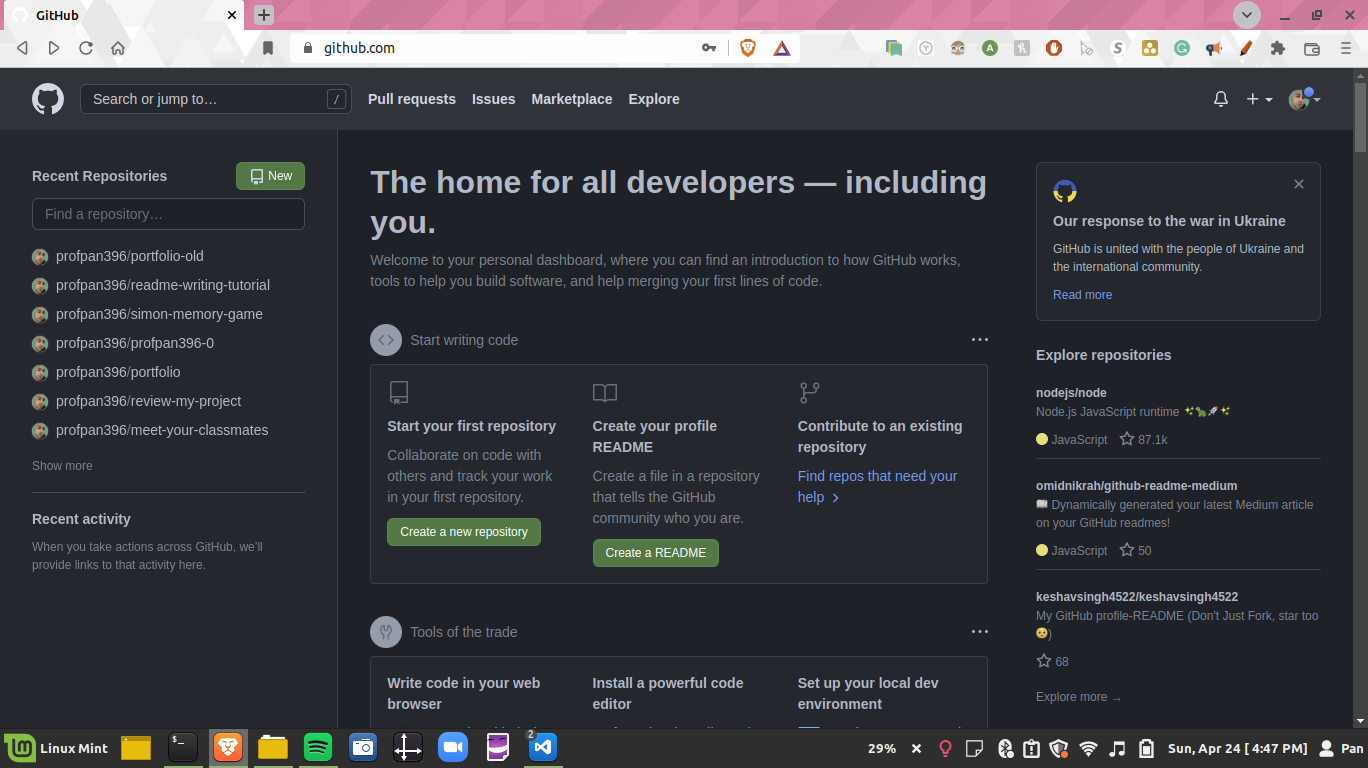 GitHub
github.com
Search or jump to…
/
Pull requests
Issues
Marketplace
Explore
Recent Repositories
New
Find a repository…
profpan396/portfolio-old
profpan396/readme-writing-tutorial
profpan396/simon-memory-game
profpan396/profpan396-0
profpan396/portfolio
profpan396/review-my-project
profpan396/meet-your-classmates
Show more
Recent activity
When you take actions across GitHub, we'll
provide links to that activity here.
The home for all developers — including
you.
Welcome to your personal dashboard, where you can find an introduction to how GitHub works,
tools to help you build software, and help merging your first lines of code.
Start writing code
Start your first repository
Collaborate on code with
others and track your work
in your first repository.
Create a new repository
Create your profile
README
Create a file in a repository
that tells the GitHub
community who you are.
Create a README
Contribute to an existing
repository
Find repos that need your
help
Tools of the trade
Write code in your web
browser
Install a powerful code
editor
Set up your local dev
environment
Our response to the war in Ukraine
GitHub is united with the people of Ukraine and
the international community.
Read more
Explore repositories
nodejs/node
Node.js JavaScript runtime ✨🐢🚀✨
JavaScript 87.1k
omidnikrah/github-readme-medium
📖 Dynamically generated your latest Medium article
on your GitHub readmes!
JavaScript 50
keshavsingh4522/keshavsingh4522
My GitHub profile-README (Don't Just Fork, star too
😢)
68
Explore more →
Linux Mint
$_
2
29%
Sun, Apr 24 [ 4:47 PM]
Pan